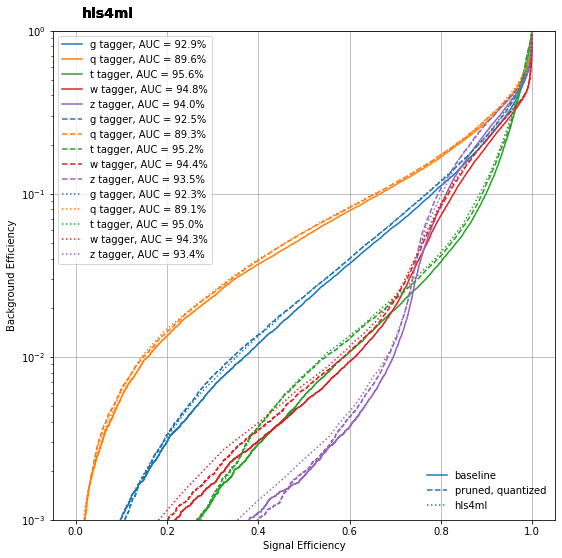 hls4ml
g tagger, AUC = 92.9%
q tagger, AUC = 89.6%
t tagger, AUC = 95.6%
w tagger, AUC = 94.8%
z tagger, AUC = 94.0%
g tagger, AUC = 92.5%
q tagger, AUC = 89.3%
t tagger, AUC = 95.2%
w tagger, AUC = 94.4%
z tagger, AUC = 93.5%
g tagger, AUC = 92.3%
q tagger, AUC = 89.1%
t tagger, AUC = 95.0%
w tagger, AUC = 94.3%
z tagger, AUC = 93.4%
10⁰
10⁻¹
10⁻²
10⁻³
Background Efficiency
baseline
pruned, quantized
hls4ml
0.0 0.2 0.4 0.6 0.8 1.0
Signal Efficiency